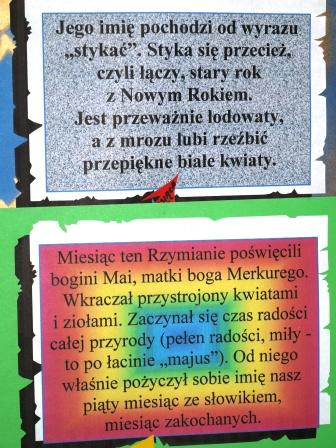 Jego imię pochodzi od wyrazu
„stykać”. Styka się przecież,
czyli łączy, stary rok
z Nowym Rokiem.
Jest przeważnie lodowaty,
a z mrozu lubi rzeźbić
przepiękne białe kwiaty.
Miesiąc ten Rzymianie poświęcili
bogini Mai, matki boga Merkurego.
Wkraczał przystrojony kwiatami
i ziołami. Zaczynał się czas radości
całej przyrody (pełen radości, miły -
to po łacinie „majus”). Od niego
właśnie pożyczył sobie imię nasz
piąty miesiąc ze słowikiem,
miesiąc zakochanych.